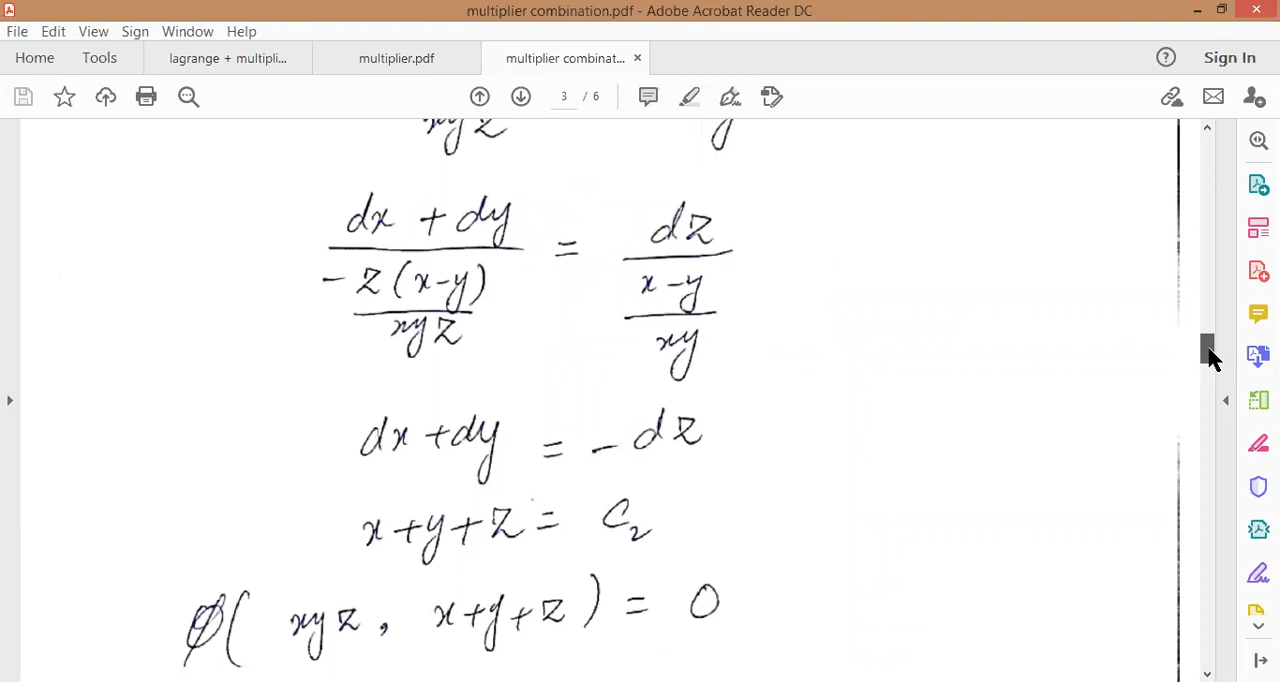 multiplier combination.pdf - Adobe Acrobat Reader DC
File Edit View Sign Window Help
Home Tools lagrange + multipli... multiplier.pdf multiplier combinat... × Sign In
3 / 6
xyz y
dx + dy = dz
- z (x-y) x-y
xyz xy
dx + dy = - dz
x + y + z = C₂
Ø( xyz , x + y + z ) = 0